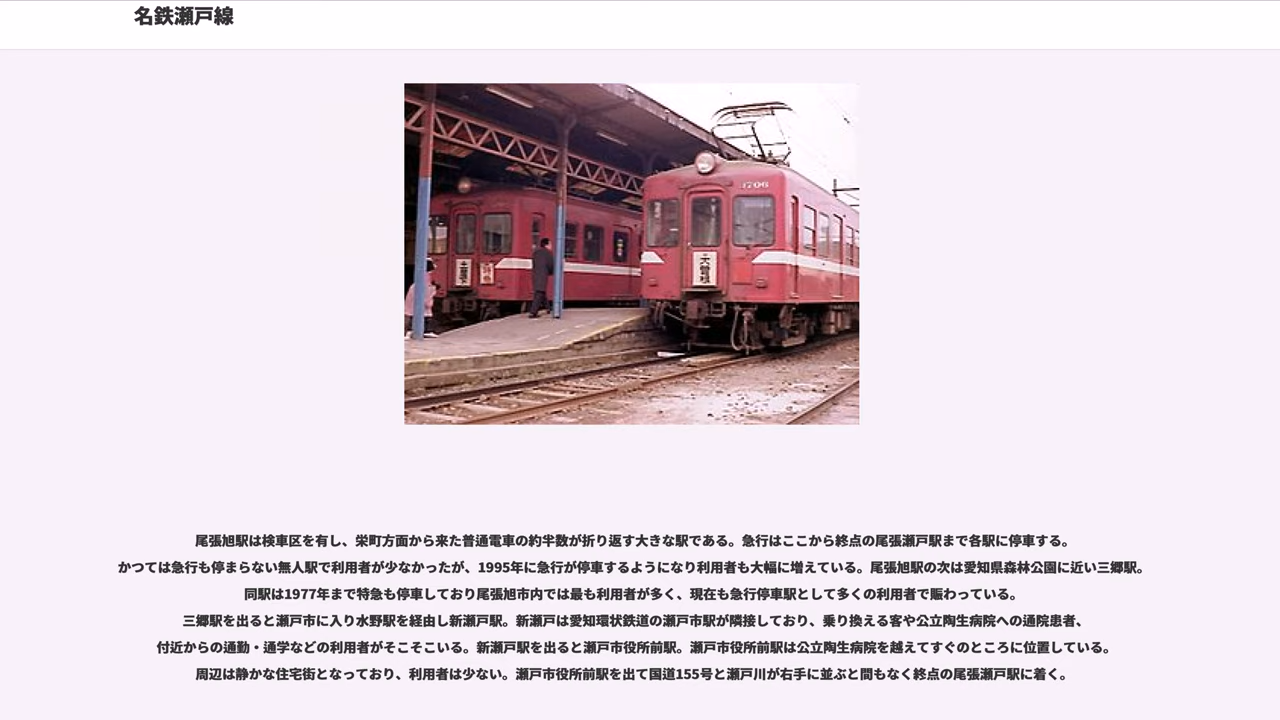 名鉄瀬戸線
3706
大曽根
尾張旭駅は検車区を有し、栄町方面から来た普通電車の約半数が折り返す大きな駅である。急行はここから終点の尾張瀬戸駅まで各駅に停車する。
かつては急行も停まらない無人駅で利用者が少なかったが、1995年に急行が停車するようになり利用者も大幅に増えている。尾張旭駅の次は愛知県森林公園に近い三郷駅。
同駅は1977年まで特急も停車しており尾張旭市内では最も利用者が多く、現在も急行停車駅として多くの利用者で賑わっている。
三郷駅を出ると瀬戸市に入り水野駅を経由し新瀬戸駅。新瀬戸は愛知環状鉄道の瀬戸市駅が隣接しており、乗り換える客や公立陶生病院への通院患者、
付近からの通勤・通学などの利用者がそこそこいる。新瀬戸駅を出ると瀬戸市役所前駅。瀬戸市役所前駅は公立陶生病院を越えてすぐのところに位置している。
周辺は静かな住宅街となっており、利用者は少ない。瀬戸市役所前駅を出て国道155号と瀬戸川が右手に並ぶと間もなく終点の尾張瀬戸駅に着く。